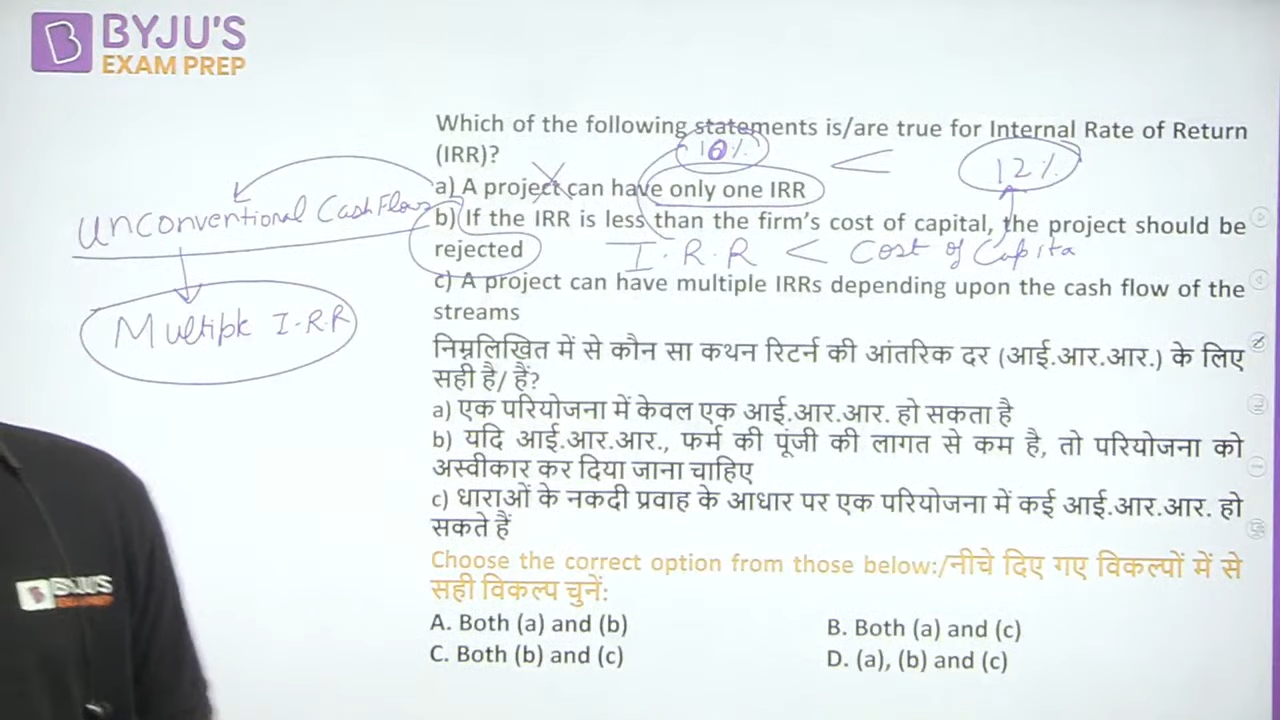 BYJU'S
EXAM PREP
Which of the following statements is/are true for Internal Rate of Return
(IRR)?
10%
<
12%
a) A project can have only one IRR
Unconventional Cash Flows
b) If the IRR is less than the firm's cost of capital, the project should be
rejected
I.R.R < Cost of Capita
c) A project can have multiple IRRs depending upon the cash flow of the
streams
Multiple I.R.R
निम्नलिखित में से कौन सा कथन रिटर्न की आंतरिक दर (आई.आर.आर.) के लिए
सही है/ हैं?
a) एक परियोजना में केवल एक आई.आर.आर. हो सकता है
b) यदि आई.आर.आर., फर्म की पूंजी की लागत से कम है, तो परियोजना को
अस्वीकार कर दिया जाना चाहिए
c) धाराओं के नकदी प्रवाह के आधार पर एक परियोजना में कई आई.आर.आर. हो
सकते हैं
Choose the correct option from those below:/नीचे दिए गए विकल्पों में से
सही विकल्प चुनें:
A. Both (a) and (b)
B. Both (a) and (c)
C. Both (b) and (c)
D. (a), (b) and (c)
BYJU'S
EXAM PREP